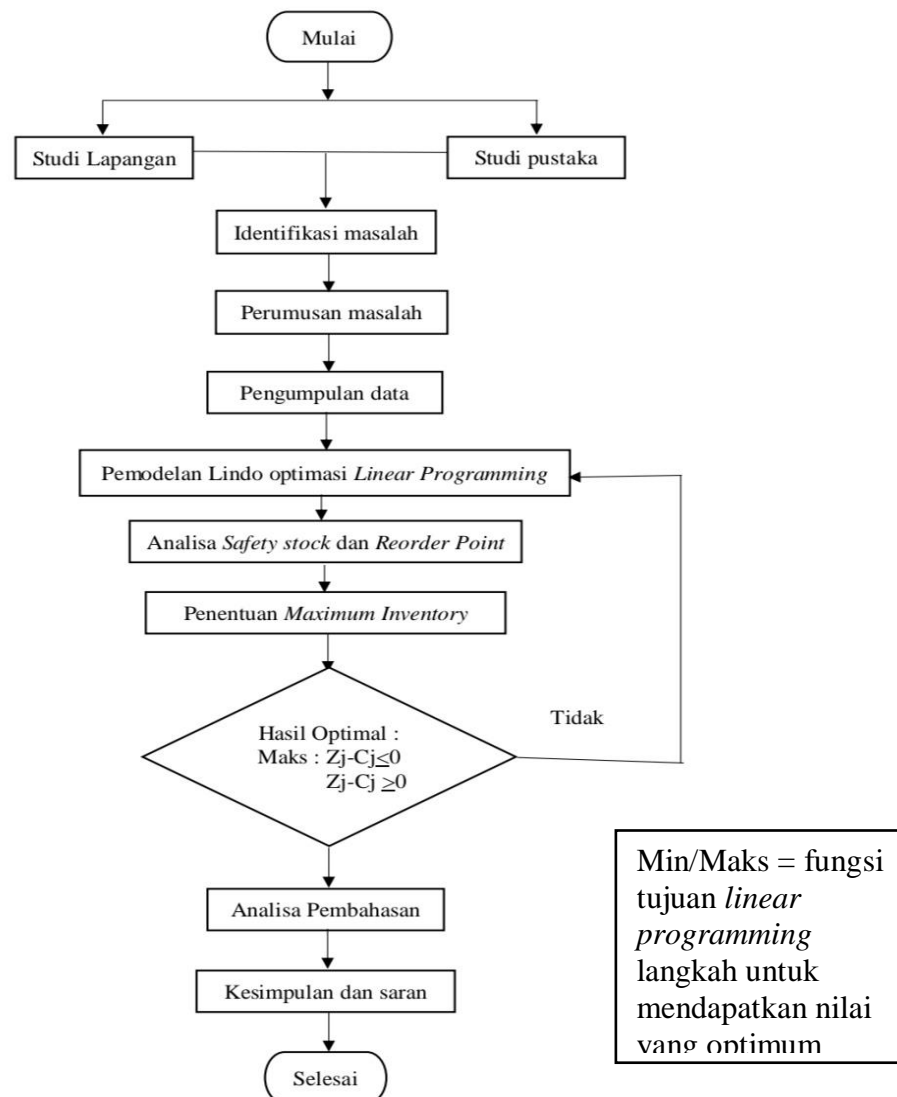 Mulai
Studi Lapangan
Studi pustaka
Identifikasi masalah
Perumusan masalah
Pengumpulan data
Pemodelan Lindo optimasi Linear Programming
Analisa Safety stock dan Reorder Point
Penentuan Maximum Inventory
Hasil Optimal :
Maks : Zj-Cj≤0
Zj-Cj ≥0
Tidak
Analisa Pembahasan
Kesimpulan dan saran
Selesai
Min/Maks = fungsi
tujuan linear
programming
langkah untuk
mendapatkan nilai
yang optimum